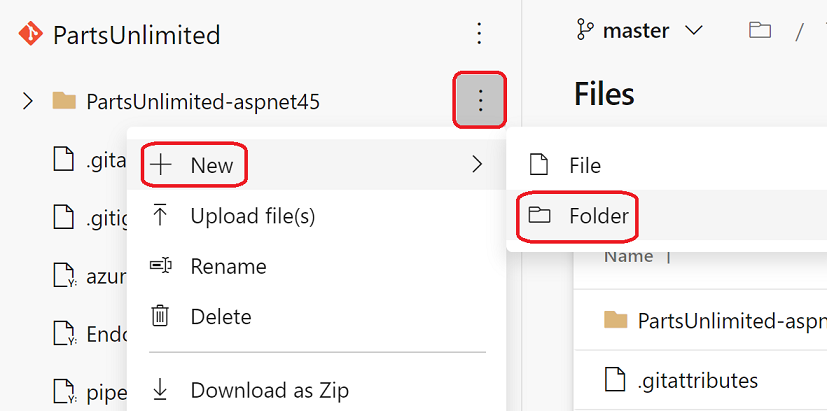 PartsUnlimited
PartsUnlimited-aspnet45
.gita
.gitig
azur
Endo
pipe
New
Upload file(s)
Rename
Delete
Download as Zip
File
Folder
master
/
Files
Name
PartsUnlimited-aspn
.gitattributes